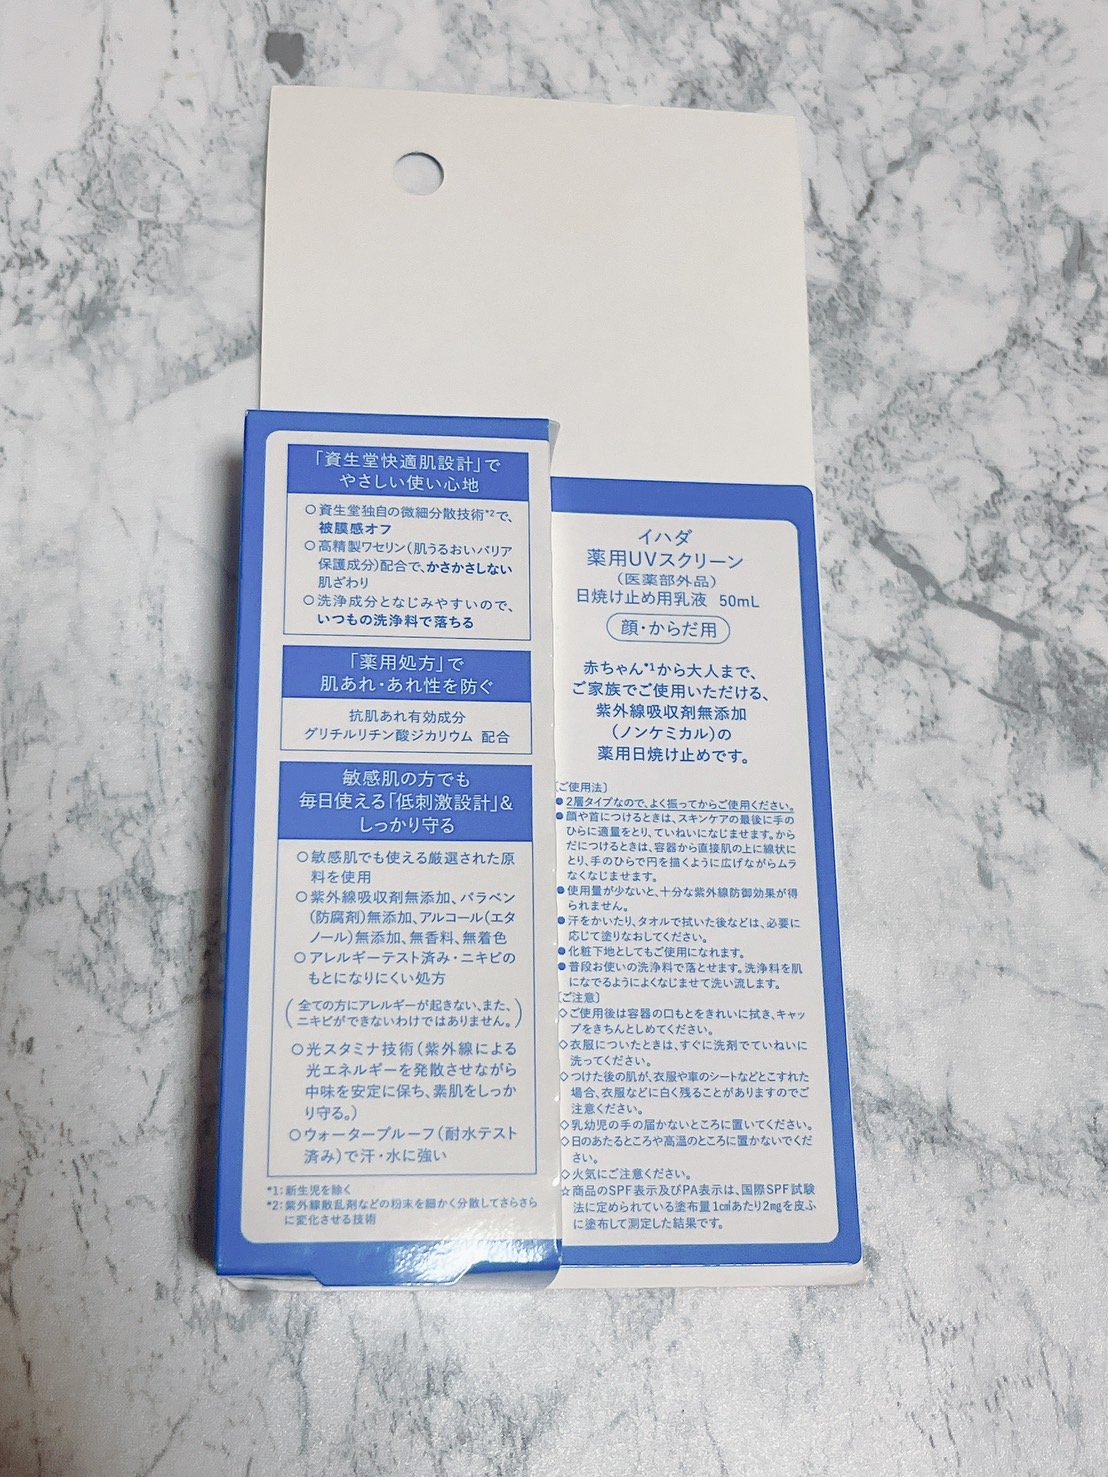 「資生堂快適肌設計」で
やさしい使い心地
○資生堂独自の微細分散技術*2で、
被膜感オフ
○高精製ワセリン(肌うるおいバリア
保護成分)配合で、かさかさしない
肌ざわり
○洗浄成分となじみやすいので、
いつもの洗浄料で落ちる
「薬用処方」で
肌あれ・あれ性を防ぐ
抗肌あれ有効成分
グリチルリチン酸ジカリウム 配合
敏感肌の方でも
毎日使える「低刺激設計」&
しっかり守る
○敏感肌でも使える厳選された原
料を使用
○紫外線吸収剤無添加、パラベン
(防腐剤)無添加、アルコール(エタ
ノール)無添加、無香料、無着色
○アレルギーテスト済み・ニキビの
もとになりにくい処方
(全ての方にアレルギーが起きない、また、
ニキビができないわけではありません。)
○光スタミナ技術(紫外線による
光エネルギーを発散させながら
中味を安定に保ち、素肌をしっか
り守る。)
○ウォータープルーフ(耐水テスト
済み)で汗・水に強い
*1:新生児を除く
*2:紫外線散乱剤などの粉末を細かく分散してさらさら
に変化させる技術
イハダ
薬用UVスクリーン
(医薬部外品)
日焼け止め用乳液 50mL
顔・からだ用
赤ちゃん*1から大人まで、
ご家族でご使用いただける、
紫外線吸収剤無添加
(ノンケミカル)の
薬用日焼け止めです。
〔ご使用法〕
●2層タイプなので、よく振ってからご使用ください。
●顔や首につけるときは、スキンケアの最後に手の
ひらに適量をとり、ていねいになじませます。から
だにつけるときは、容器から直接肌の上に線状に
とり、手のひらで円を描くように広げながらムラ
なくなじませます。
●使用量が少ないと、十分な紫外線防御効果が得
られません。
●汗をかいたり、タオルで拭いた後などは、必要に
応じて塗りなおしてください。
●化粧下地としてもご使用になれます。
●普段お使いの洗浄料で落とせます。洗浄料を肌
になでるようによくなじませて洗い流します。
〔ご注意〕
◇ご使用後は容器の口もとをきれいに拭き、キャッ
プをきちんとしめてください。
◇衣服についたときは、すぐに洗剤でていねいに
洗ってください。
◇つけた後の肌が、衣服や車のシートなどとこすれた
場合、衣服などに白く残ることがありますのでご
注意ください。
◇乳幼児の手の届かないところに置いてください。
◇日のあたるところや高温のところに置かないでくだ
さい。
◇火気にご注意ください。
☆商品のSPF表示及びPA表示は、国際SPF試験
法に定められている塗布量1c㎡あたり2mgを皮ふ
に塗布して測定した結果です。